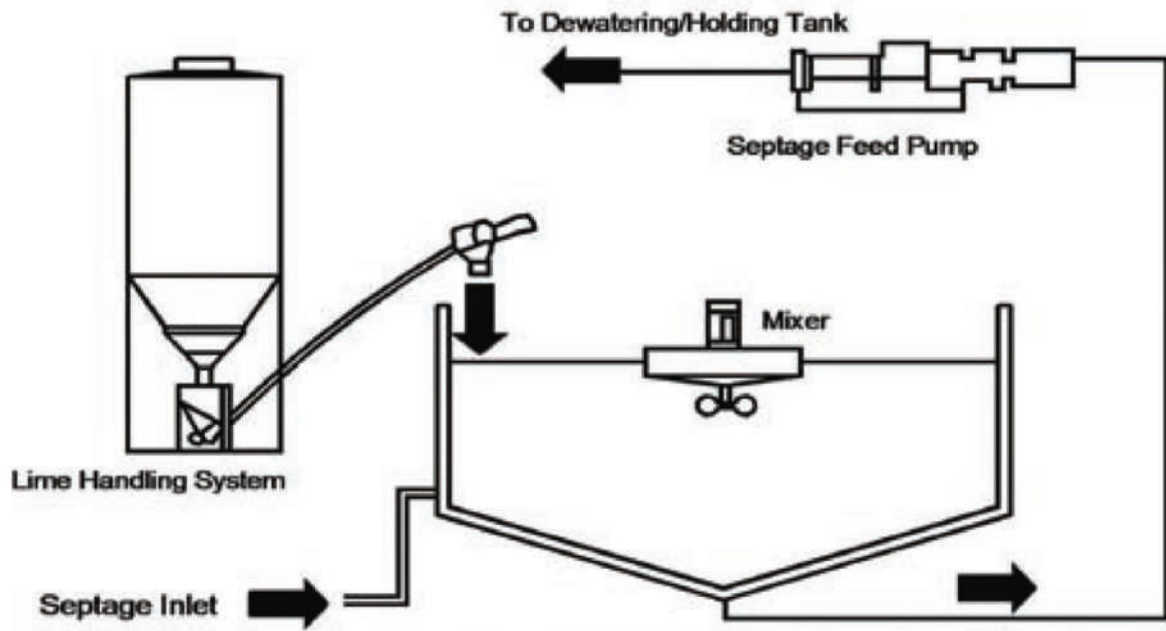 To Dewatering/Holding Tank
Septage Feed Pump
Mixer
Lime Handling System
Septage Inlet